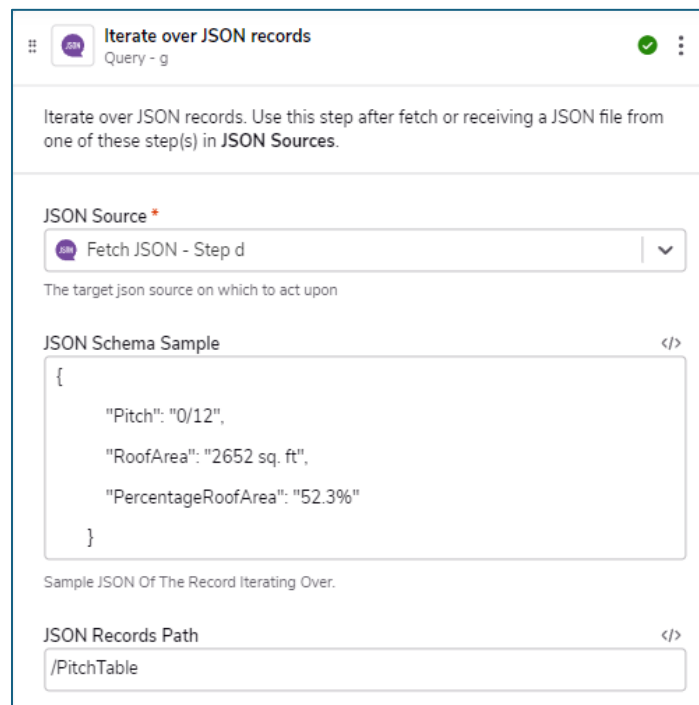 Iterate over JSON records
Query - g
Iterate over JSON records. Use this step after fetch or receiving a JSON file from
one of these step(s) in JSON Sources.
JSON Source *
JSON
Fetch JSON - Step d
The target json source on which to act upon
JSON Schema Sample
</>
{
"Pitch": "0/12",
"RoofArea": "2652 sq. ft",
"PercentageRoofArea": "52.3%"
}
Sample JSON Of The Record Iterating Over.
JSON Records Path
</>
/PitchTable